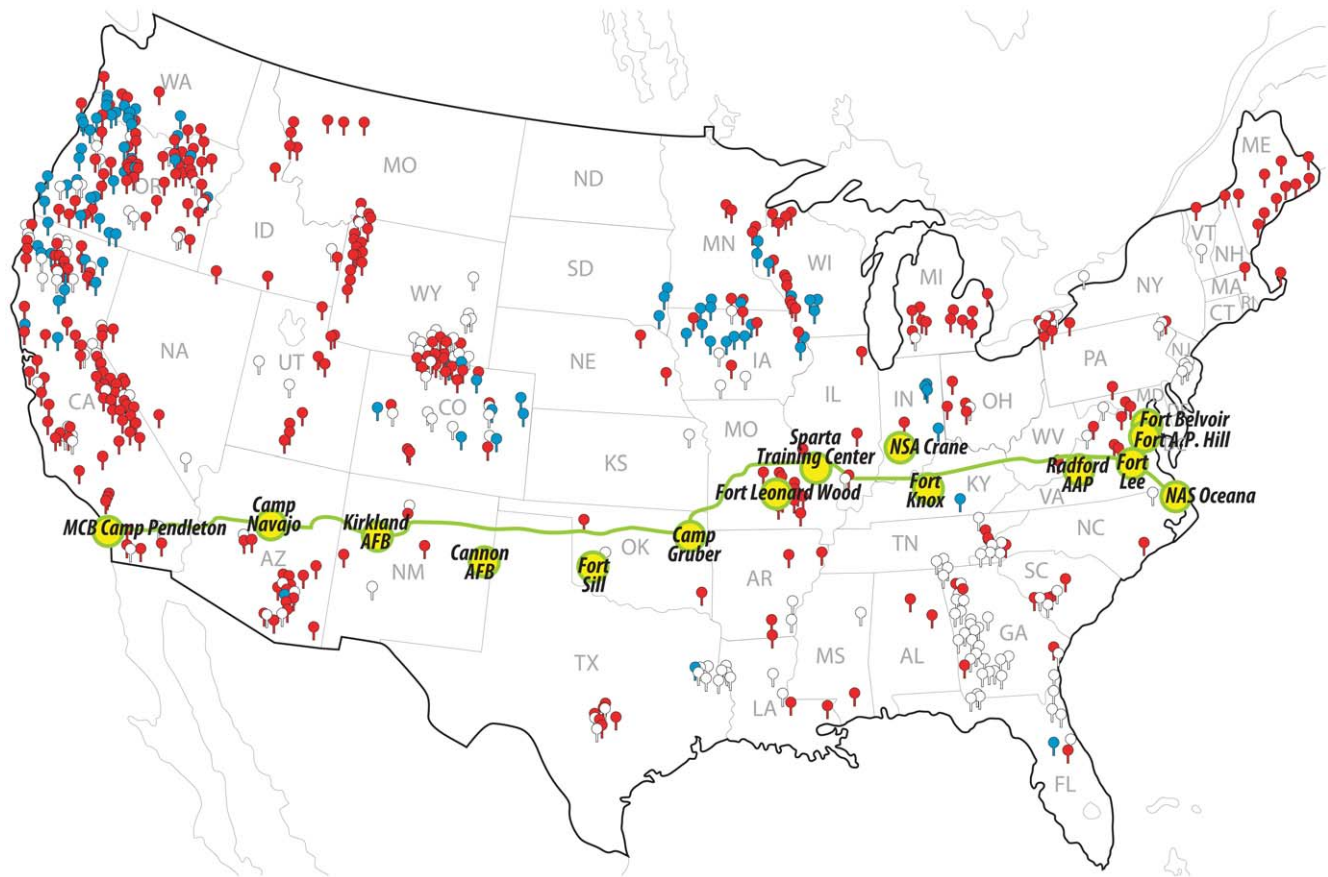 WA
ME
MO
ND
OR
VT
MN
ID
NH
SD
WI
MI
NY
MA
WY
CT
RI
NA
UT
NE
IA
PA
NJ
IL
IN
OH
CA
CO
MD
Fort Belvoir
MO
WV
Fort A.P. Hill
Sparta
Training Center
NSA Crane
KS
Fort
Lee
Radford
AAP
Fort Leonard Wood
Fort
Knox
KY
VA
NAS Oceana
Camp
Navajo
MCB Camp Pendleton
Kirkland
AFB
NC
Camp
Gruber
OK
TN
Cannon
AFB
AZ
Fort
Sill
NM
AR
SC
GA
TX
MS
AL
LA
FL